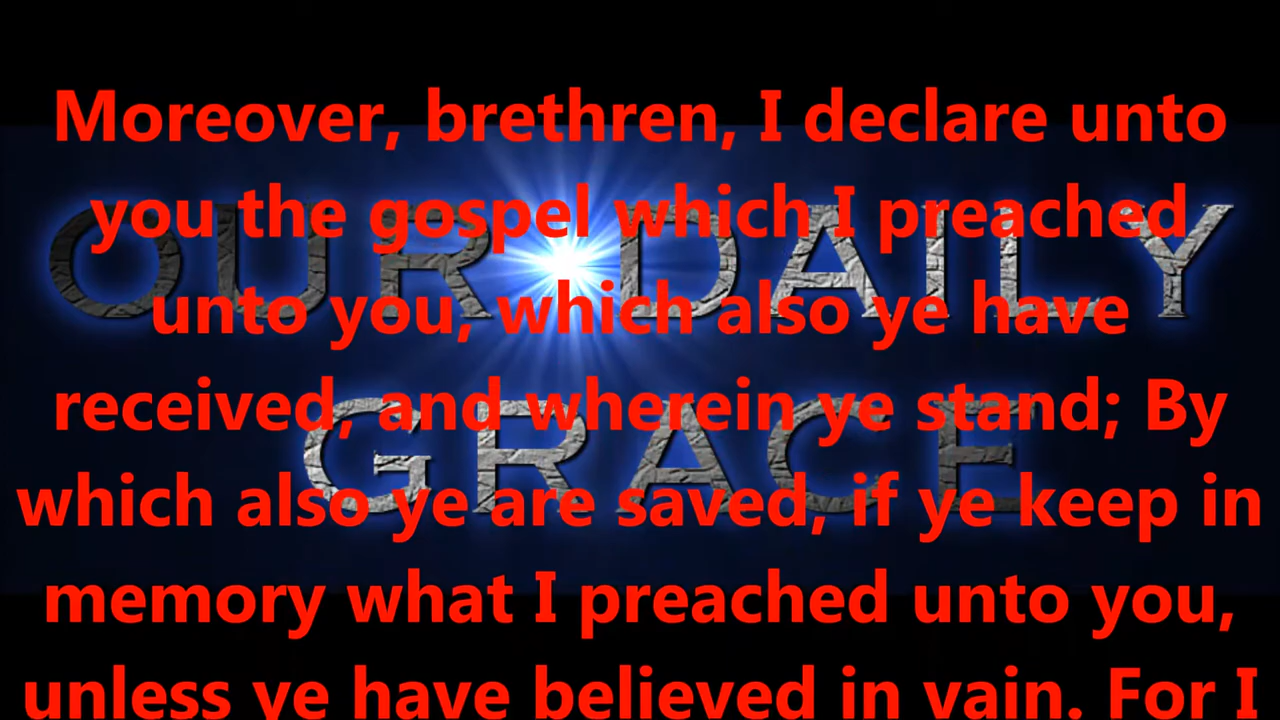 Moreover, brethren, I declare unto
you the gospel which I preached
unto you, which also ye have
received, and wherein ye stand; By
which also ye are saved, if ye keep in
memory what I preached unto you,
unless ye have believed in vain. For I
OUR DAILY
GRACE